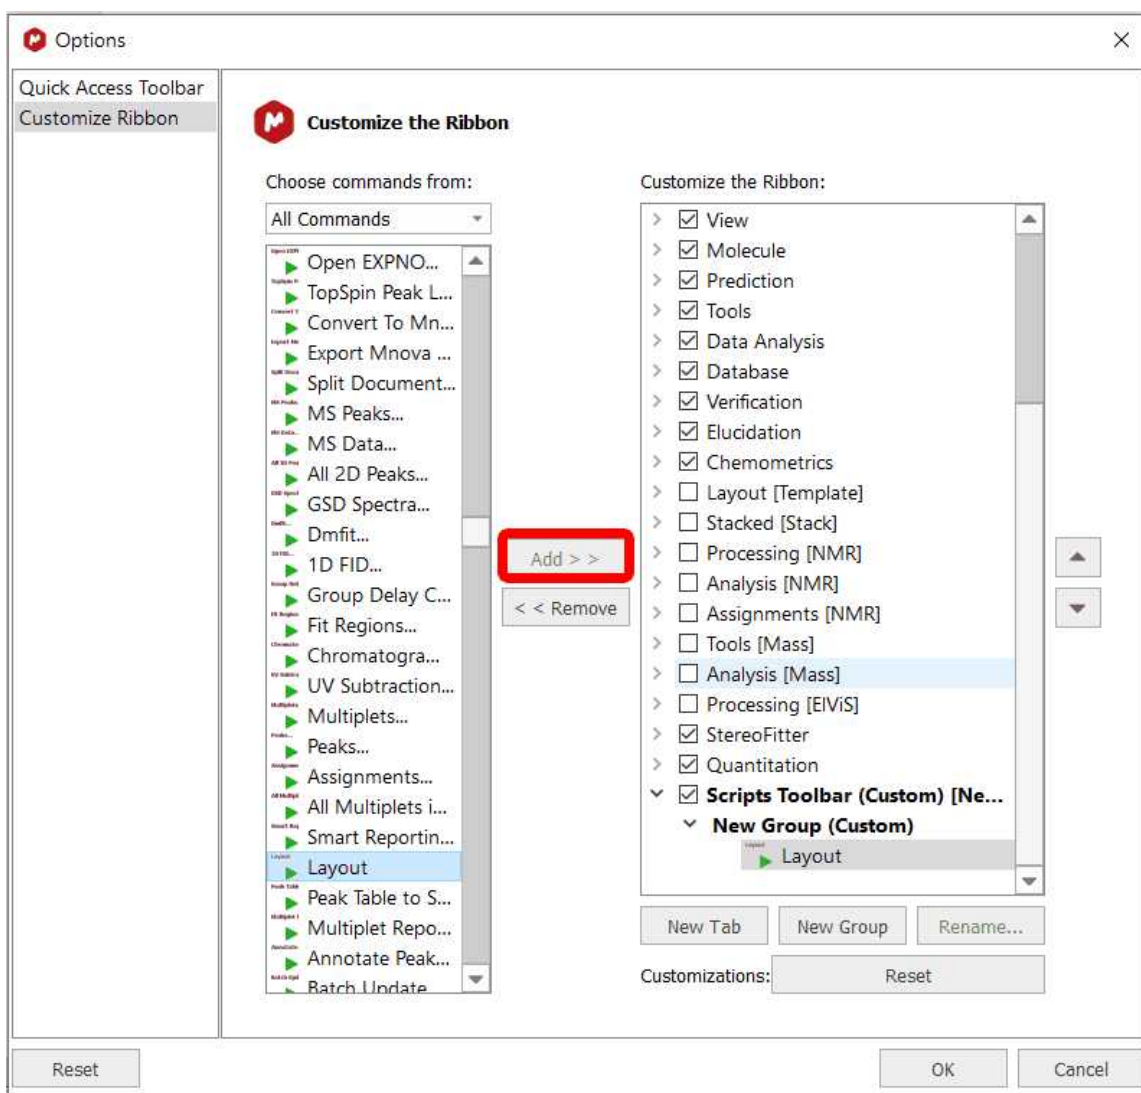 Options
Quick Access Toolbar
Customize Ribbon
Customize the Ribbon
Choose commands from:
All Commands
Open EXPNO...
TopSpin Peak L...
Convert To Mn...
Export Mnova ...
Split Document...
MS Peaks...
MS Data...
All 2D Peaks...
GSD Spectra...
Dmfit...
1D FID...
Group Delay C...
Fit Regions...
Chromatogra...
UV Subtraction...
Multiplets...
Peaks...
Assignments...
All Multiplets i...
Smart Reportin...
Layout
Peak Table to S...
Multiplet Repo...
Annotate Peak...
Batch Update
Add > >
< < Remove
Customize the Ribbon:
View
Molecule
Prediction
Tools
Data Analysis
Database
Verification
Elucidation
Chemometrics
Layout [Template]
Stacked [Stack]
Processing [NMR]
Analysis [NMR]
Assignments [NMR]
Tools [Mass]
Analysis [Mass]
Processing [ElViS]
StereoFitter
Quantitation
Scripts Toolbar (Custom) [Ne...
New Group (Custom)
Layout
New Tab
New Group
Rename...
Customizations:
Reset
Reset
OK
Cancel